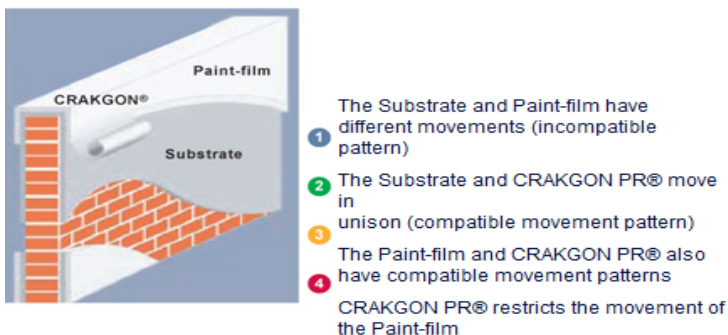 Paint-film
CRAKGON®
Substrate
The Substrate and Paint-film have
1 different movements (incompatible
pattern)
2 The Substrate and CRAKGON PR® move
in
3 unison (compatible movement pattern)
The Paint-film and CRAKGON PR® also
4 have compatible movement patterns
CRAKGON PR® restricts the movement of
the Paint-film